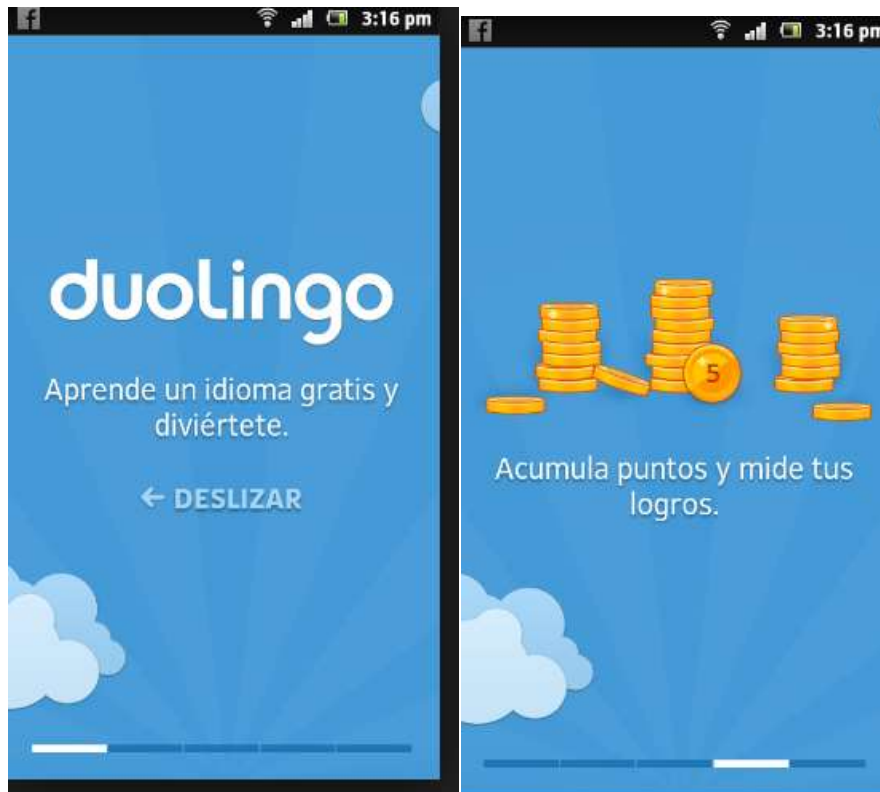 3:16 pm
duolingo
Aprende un idioma gratis y
diviértete.
← DESLIZAR
3:16 pm
5
Acumula puntos y mide tus
logros.